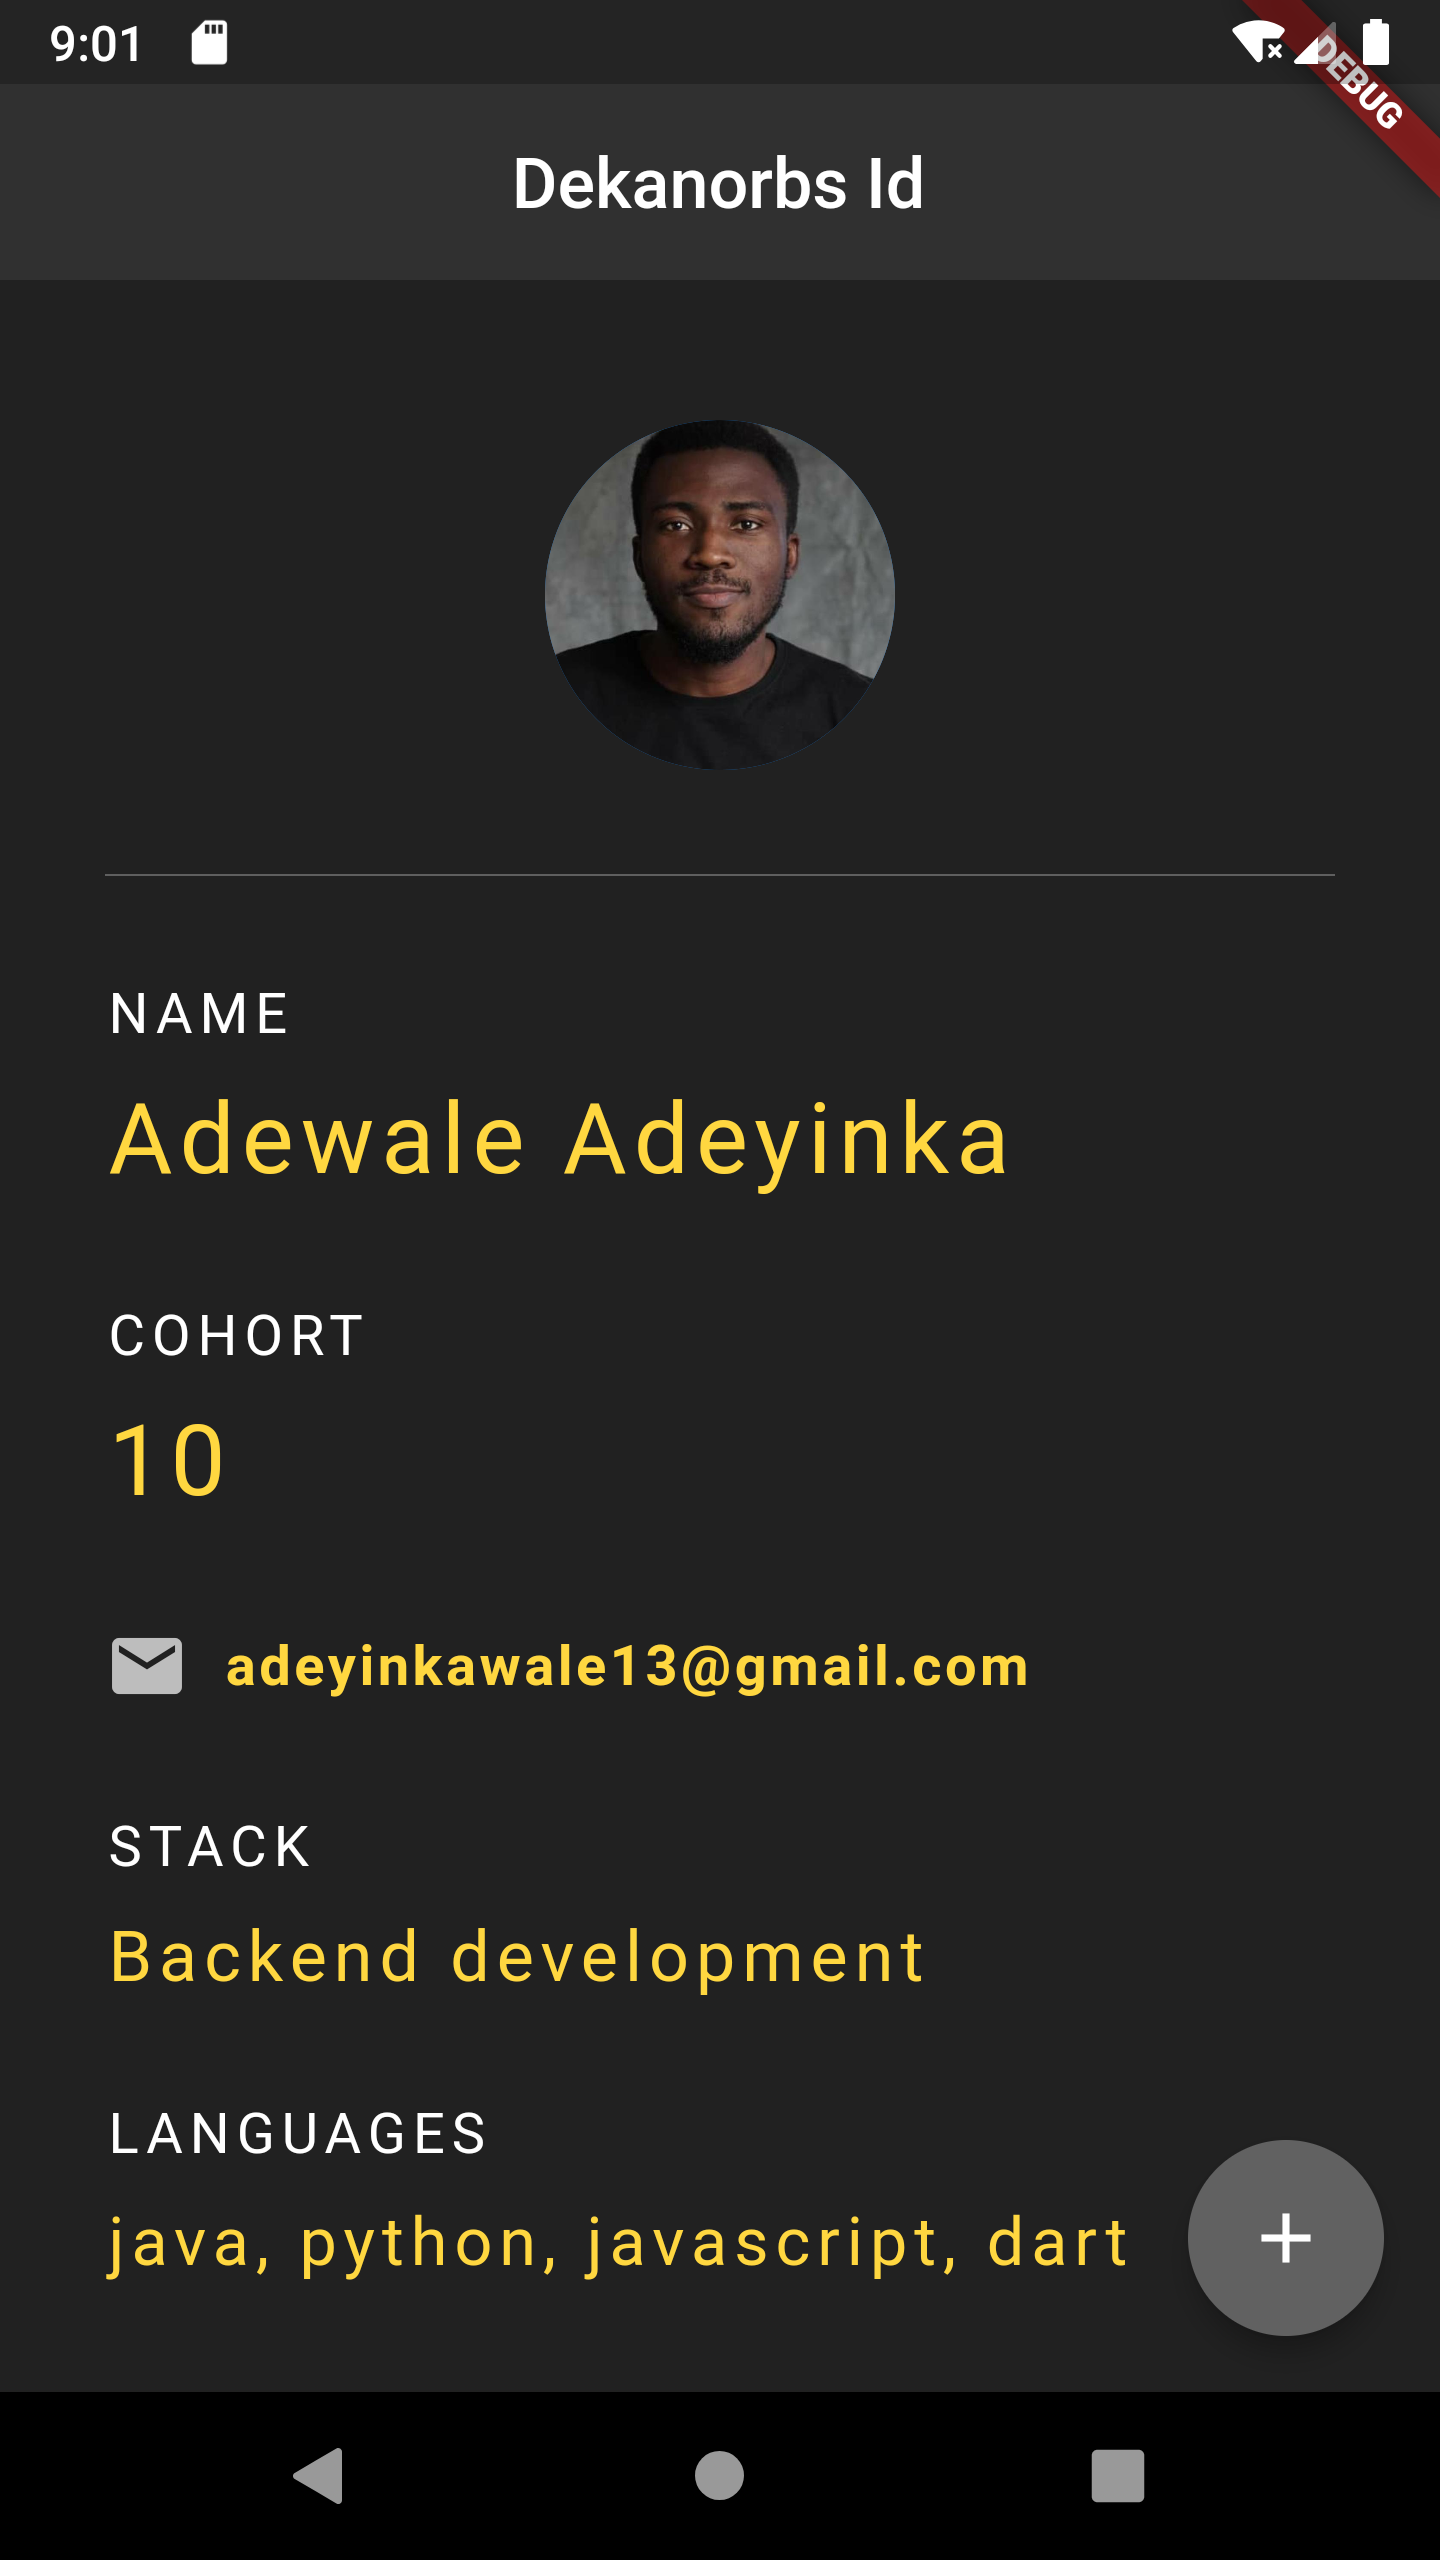 9:01
DEBUG
Dekanorbs Id
NAME
Adewale Adeyinka
COHORT
10
adeyinkawale13@gmail.com
STACK
Backend development
LANGUAGES
java, python, javascript, dart